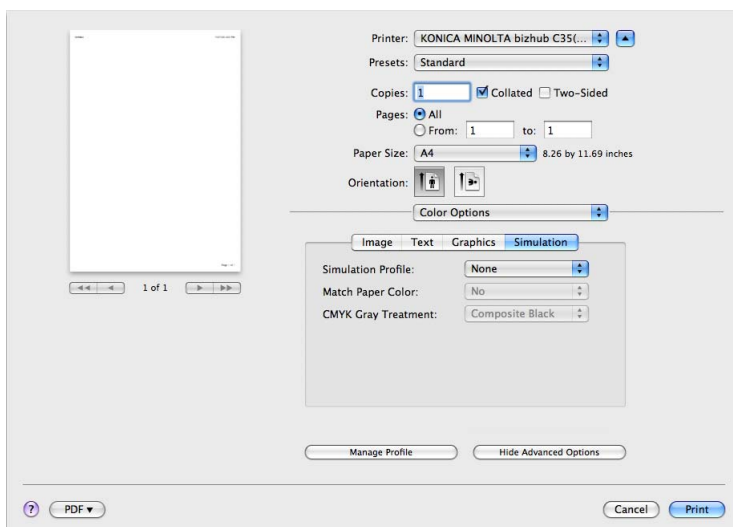 Printer: KONICA MINOLTA bizhub C35(...
Presets: Standard
Copies: 1 Collated Two-Sided
Pages: All
From: 1 to: 1
Paper Size: A4 8.26 by 11.69 inches
Orientation:
Color Options
Image Text Graphics Simulation
Simulation Profile: None
Match Paper Color: No
CMYK Gray Treatment: Composite Black
1 of 1
Manage Profile Hide Advanced Options
? PDF▼ Cancel Print